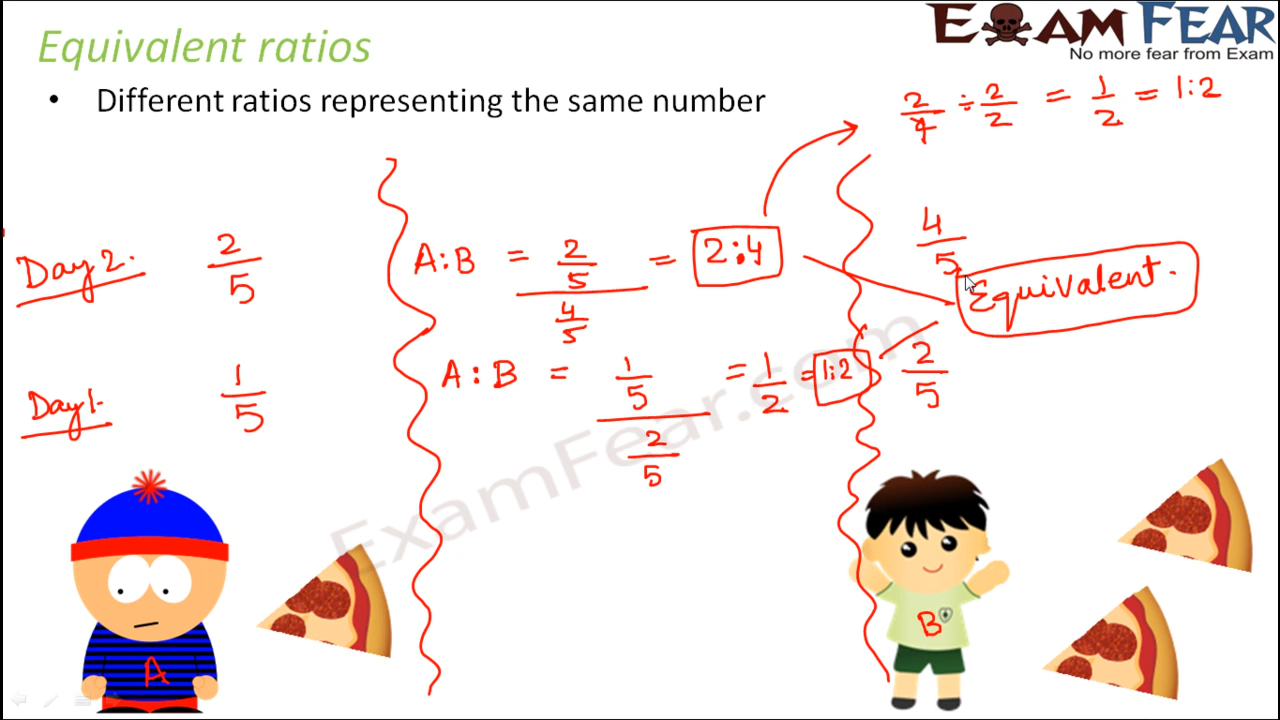 Equivalent ratios
EXAM FEAR
No more fear from Exam
• Different ratios representing the same number
2/4 ÷ 2/2 = 1/2 = 1:2
Day 2. 2/5
A:B = 2/5 / 4/5 = 2:4
4/5
Equivalent.
Day 1. 1/5
A:B = 1/5 / 2/5 = 1/2 = 1:2
2/5
ExamFear.com
A
B